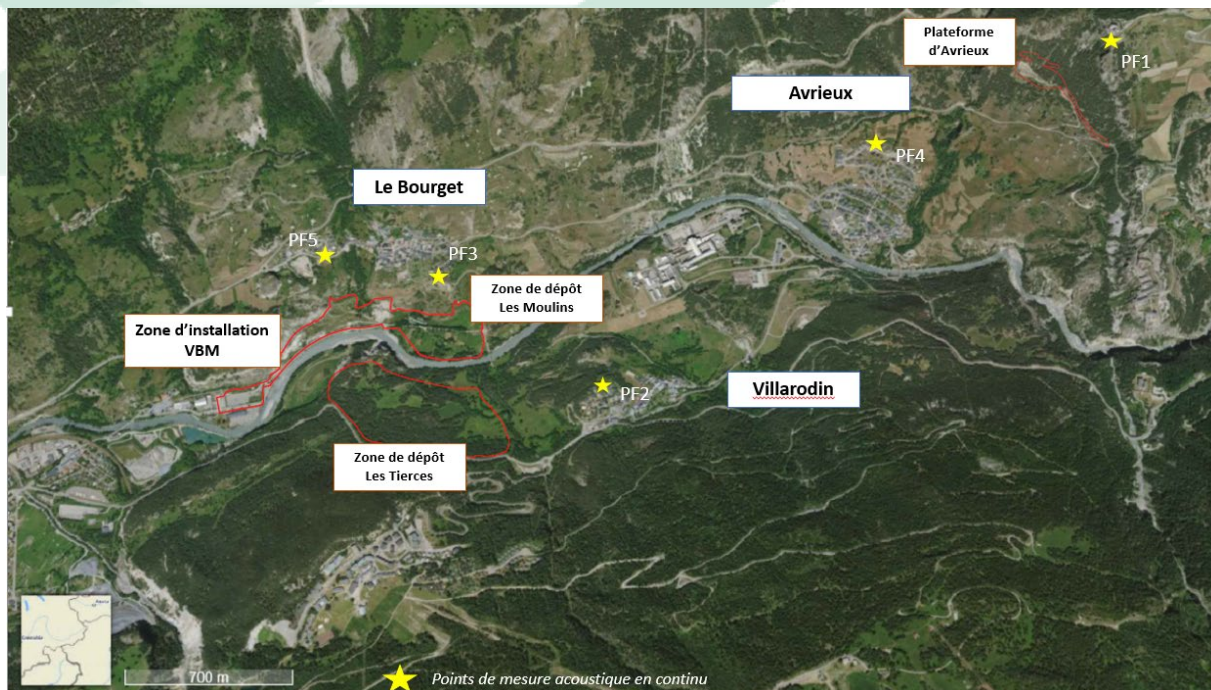 Plateforme
d'Avrieux
PF1
Avrieux
PF4
Le Bourget
PF5
PF3
Zone de dépôt
Les Moulins
Zone d'installation
VBM
PF2
Villarodin
Zone de dépôt
Les Tierces
700 m
Points de mesure acoustique en continu